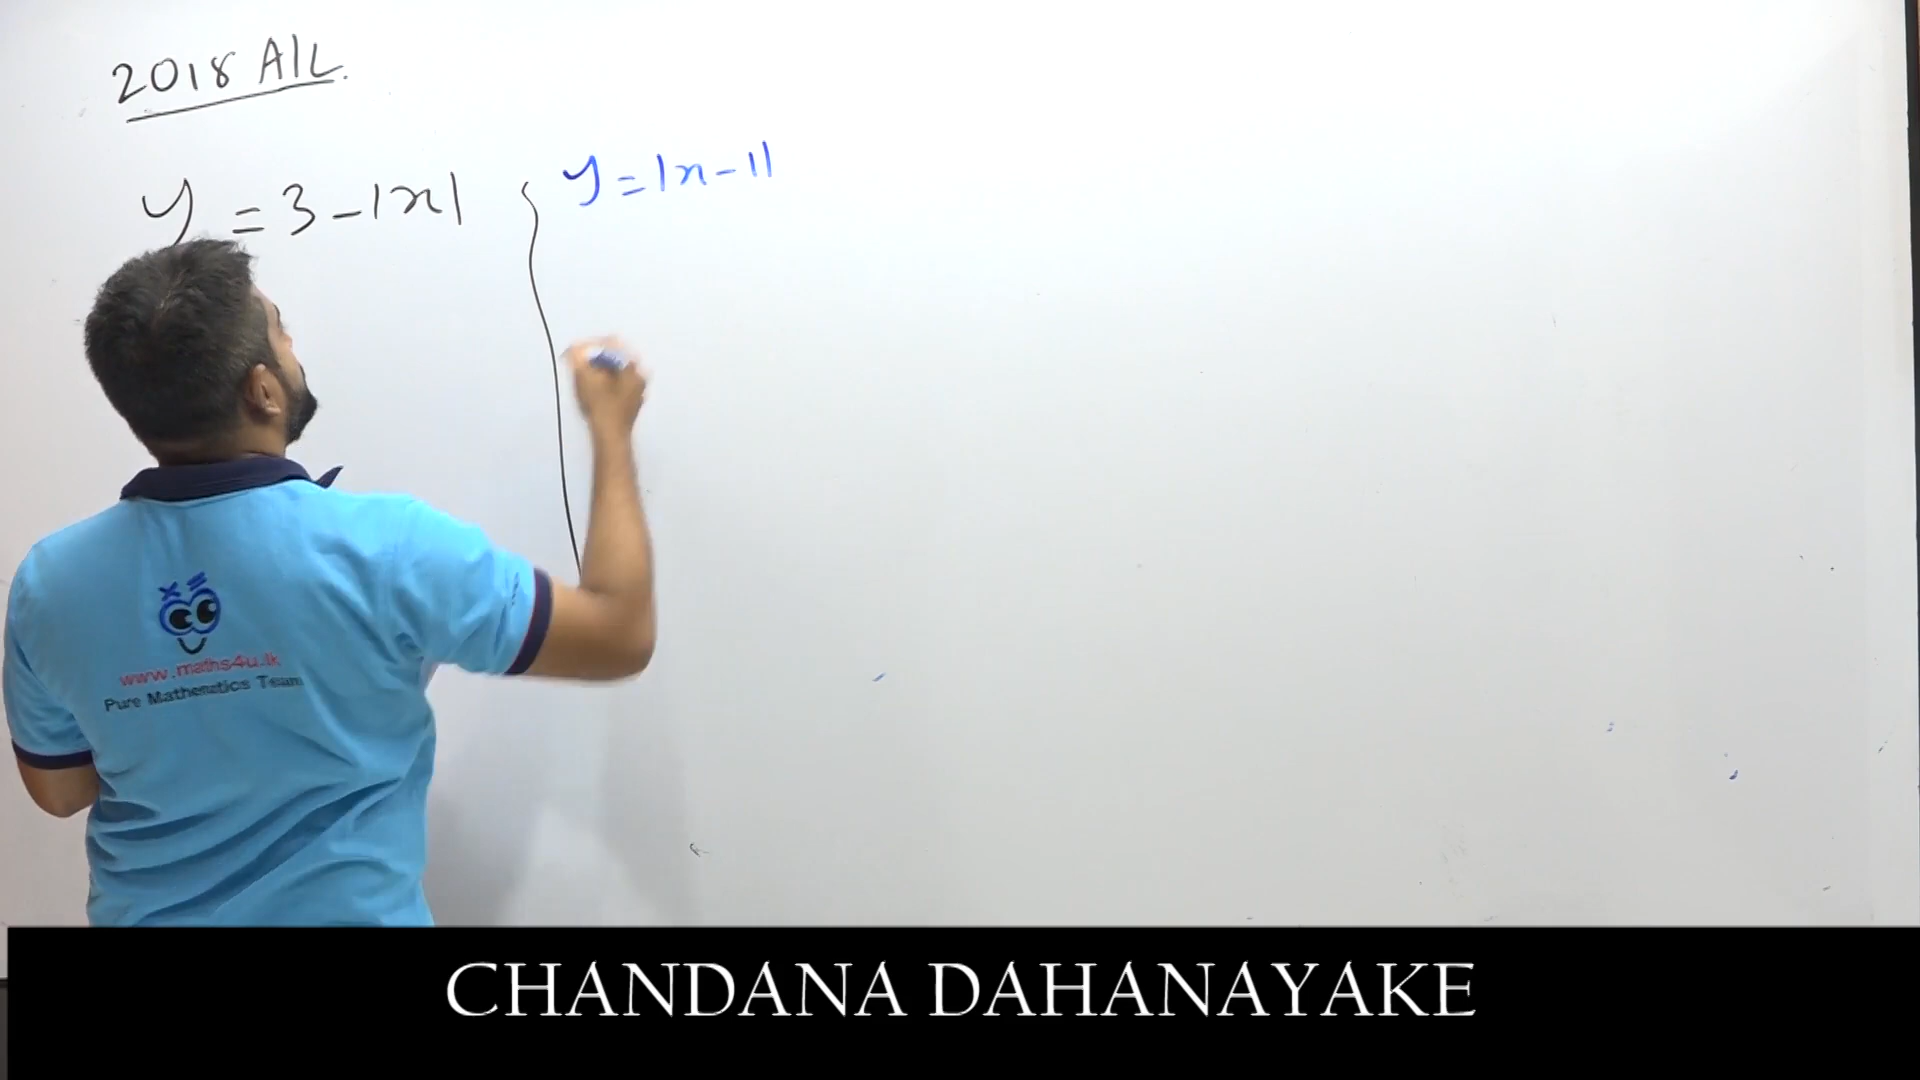 2018 A/L.
y = 3 - |x|
y = |x - 1|
www.maths4u.lk
Pure Mathematics Team
CHANDANA DAHANAYAKE